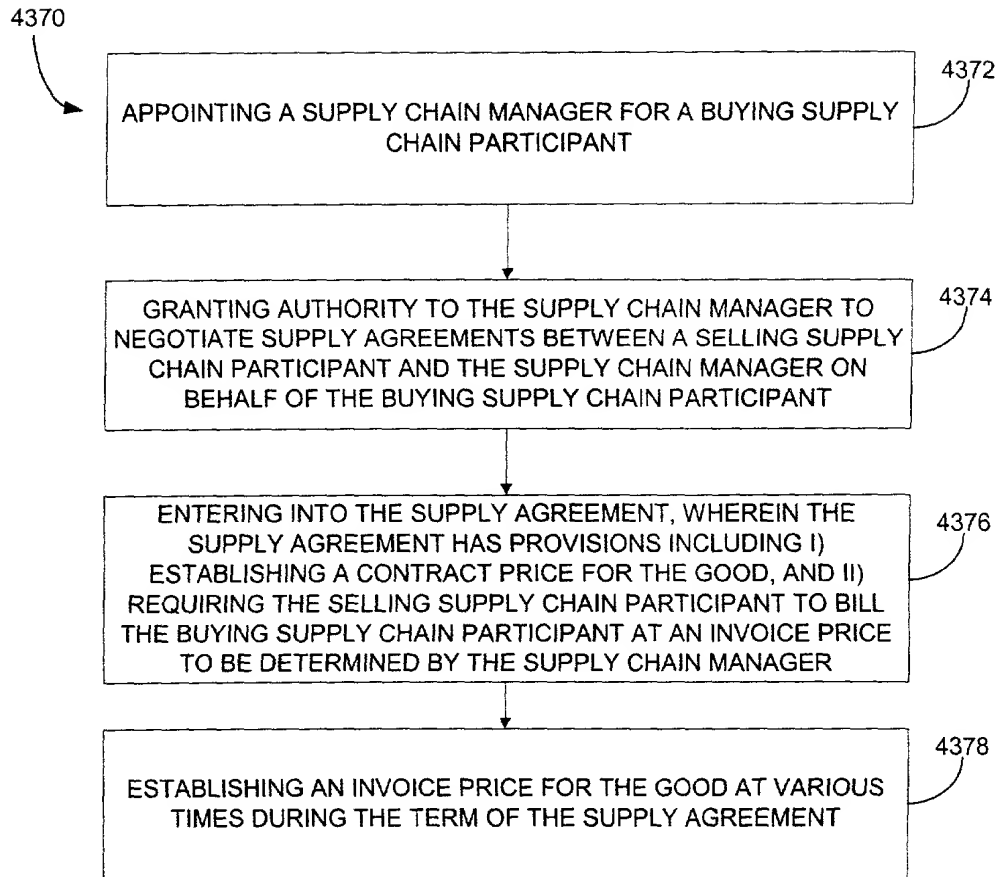 4370
4372
APPOINTING A SUPPLY CHAIN MANAGER FOR A BUYING SUPPLY
CHAIN PARTICIPANT
4374
GRANTING AUTHORITY TO THE SUPPLY CHAIN MANAGER TO
NEGOTIATE SUPPLY AGREEMENTS BETWEEN A SELLING SUPPLY
CHAIN PARTICIPANT AND THE SUPPLY CHAIN MANAGER ON
BEHALF OF THE BUYING SUPPLY CHAIN PARTICIPANT
4376
ENTERING INTO THE SUPPLY AGREEMENT, WHEREIN THE
SUPPLY AGREEMENT HAS PROVISIONS INCLUDING I)
ESTABLISHING A CONTRACT PRICE FOR THE GOOD, AND II)
REQUIRING THE SELLING SUPPLY CHAIN PARTICIPANT TO BILL
THE BUYING SUPPLY CHAIN PARTICIPANT AT AN INVOICE PRICE
TO BE DETERMINED BY THE SUPPLY CHAIN MANAGER
4378
ESTABLISHING AN INVOICE PRICE FOR THE GOOD AT VARIOUS
TIMES DURING THE TERM OF THE SUPPLY AGREEMENT